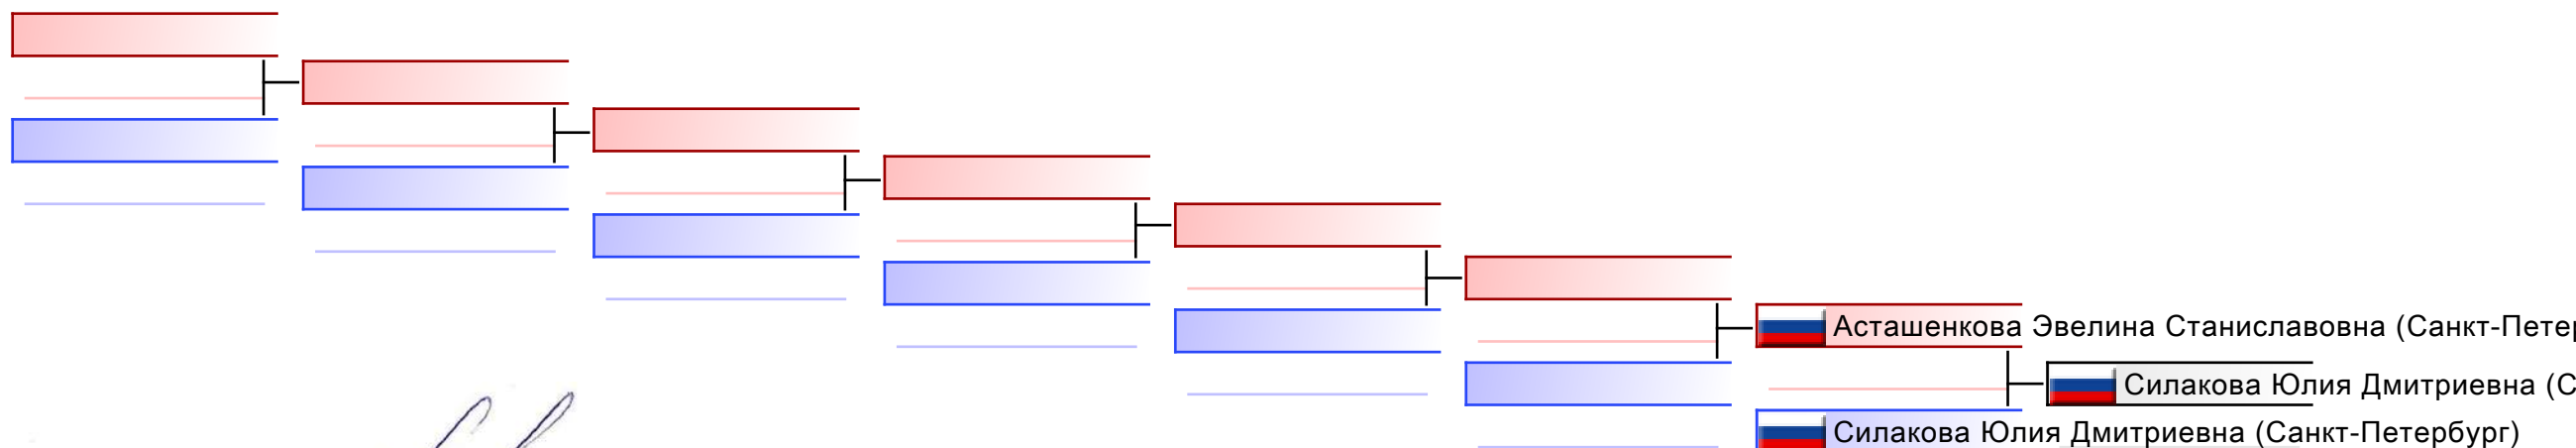 Асташенкова Эвелина Станиславовна (Санкт-Петер
Силакова Юлия Дмитриевна (С
Силакова Юлия Дмитриевна (Санкт-Петербург)